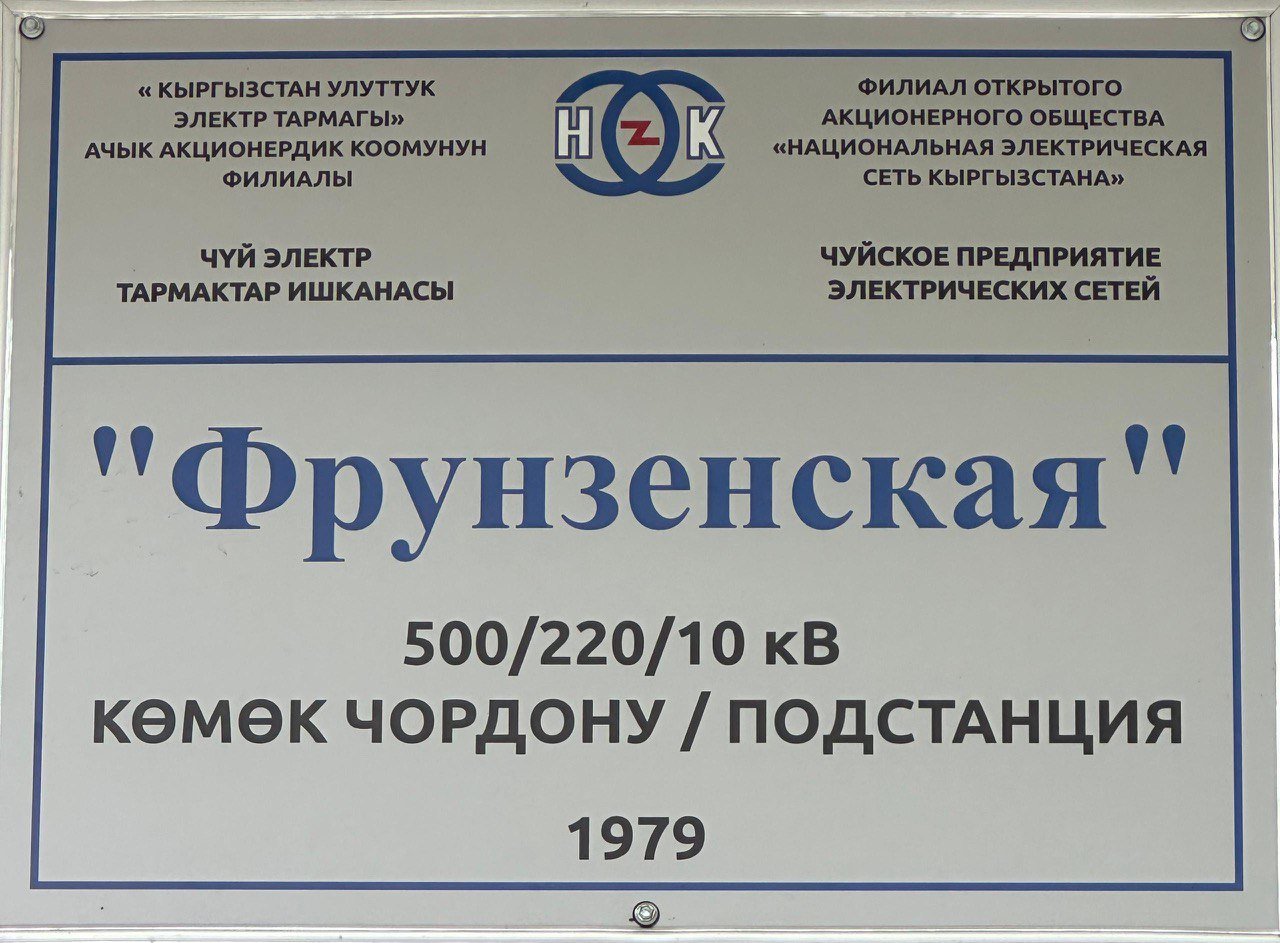 « КЫРГЫЗСТАН УЛУТТУК
ЭЛЕКТР ТАРМАГЫ»
АЧЫК АКЦИОНЕРДИК КООМУНУН
ФИЛИАЛЫ
ЧҮЙ ЭЛЕКТР
ТАРМАКТАР ИШКАНАСЫ
НЭК
ФИЛИАЛ ОТКРЫТОГО
АКЦИОНЕРНОГО ОБЩЕСТВА
«НАЦИОНАЛЬНАЯ ЭЛЕКТРИЧЕСКАЯ
СЕТЬ КЫРГЫЗСТАНА»
ЧУЙСКОЕ ПРЕДПРИЯТИЕ
ЭЛЕКТРИЧЕСКИХ СЕТЕЙ
"Фрунзенская"
500/220/10 кВ
КӨМӨК ЧОРДОНУ / ПОДСТАНЦИЯ
1979